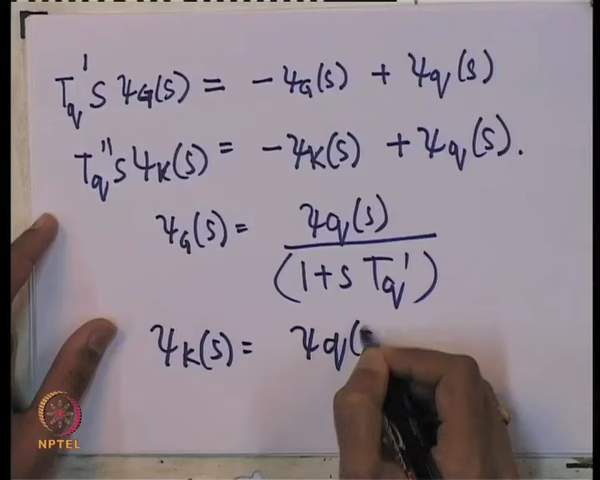 T_q' S ψ_G(S) = - ψ_G(S) + ψ_q(S)
T_q'' S ψ_K(S) = - ψ_K(S) + ψ_q(S).
ψ_G(S) = ψ_q(S) / (1 + S T_q')
ψ_K(S) = ψ_q(
NPTEL